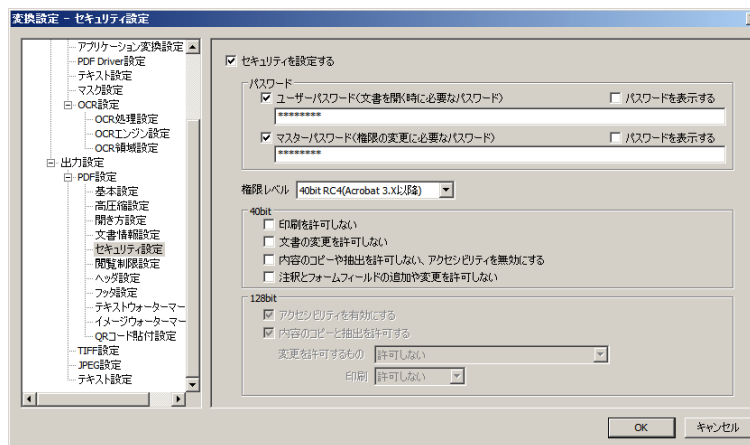 変換設定 - セキュリティ設定
アプリケーション変換設定
PDF Driver設定
テキスト設定
マスク設定
OCR設定
OCR処理設定
OCRエンジン設定
OCR領域設定
出力設定
PDF設定
基本設定
高圧縮設定
開き方設定
文書情報設定
セキュリティ設定
閲覧制限設定
ヘッダ設定
フッタ設定
テキストウォーターマー
イメージウォーターマー
QRコード貼付設定
TIFF設定
JPEG設定
テキスト設定
セキュリティを設定する
パスワード
ユーザーパスワード(文書を開く時に必要なパスワード) パスワードを表示する
********
マスターパスワード(権限の変更に必要なパスワード) パスワードを表示する
********
権限レベル 40bit RC4(Acrobat 3.X以降)
40bit
印刷を許可しない
文書の変更を許可しない
内容のコピーや抽出を許可しない、アクセシビリティを無効にする
注釈とフォームフィールドの追加や変更を許可しない
128bit
アクセシビリティを有効にする
内容のコピーと抽出を許可する
変更を許可するもの 許可しない
印刷 許可しない
OK キャンセル